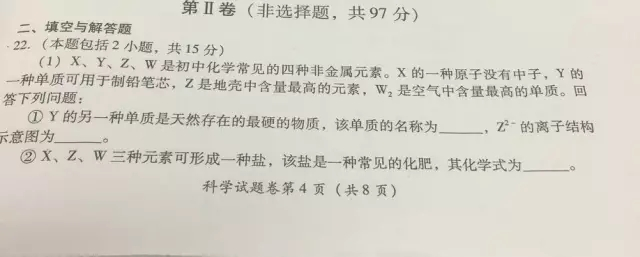 第Ⅱ卷（非选择题，共97分）
二、填空与解答题
22.（本题包括2小题，共15分）
（1）X、Y、Z、W是初中化学常见的四种非金属元素。X的一种原子没有中子，Y的
一种单质可用于制铅笔芯，Z是地壳中含量最高的元素，W₂是空气中含量最高的单质。回
答下列问题：
① Y的另一种单质是天然存在的最硬的物质，该单质的名称为______，Z²⁻的离子结构
示意图为______。
② X、Z、W三种元素可形成一种盐，该盐是一种常见的化肥，其化学式为______。
科学试题卷第4页（共8页）